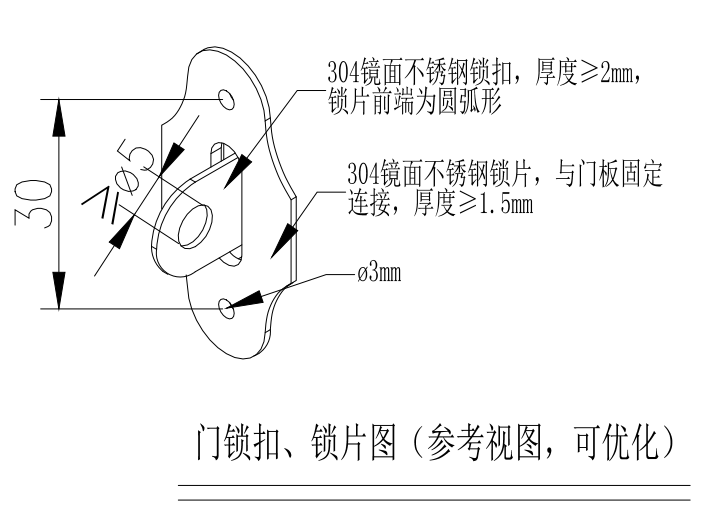 304镜面不锈钢锁扣，厚度≥2mm，
锁片前端为圆弧形
304镜面不锈钢锁片，与门板固定
连接，厚度≥1.5mm
≥ø5
30
ø3mm
门锁扣、锁片图（参考视图，可优化）